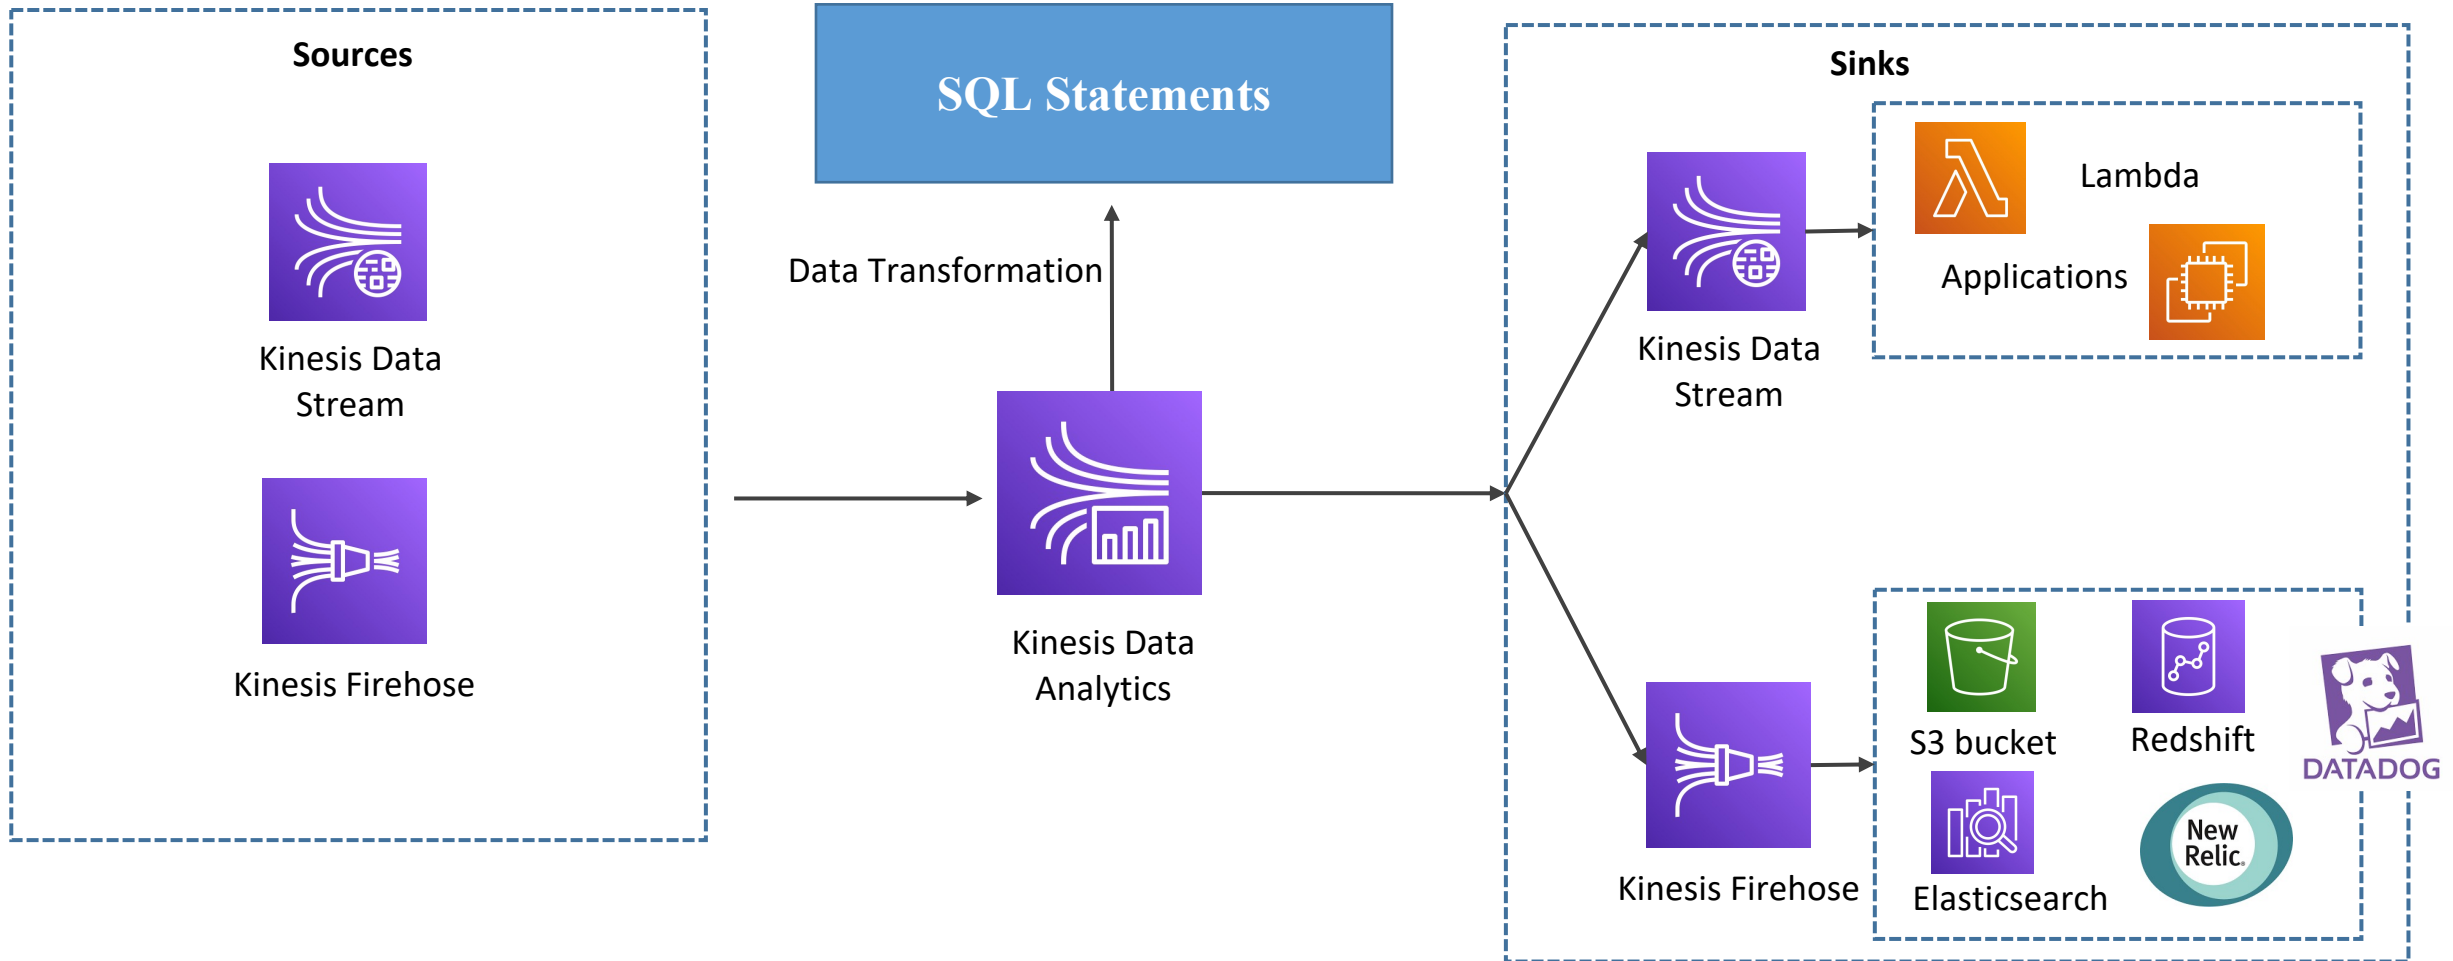 Sources
Kinesis Data
Stream
Kinesis Firehose
SQL Statements
Data Transformation
Kinesis Data
Analytics
Sinks
Kinesis Data
Stream
Lambda
Applications
Kinesis Firehose
S3 bucket
Redshift
DATADOG
Elasticsearch
New
Relic.